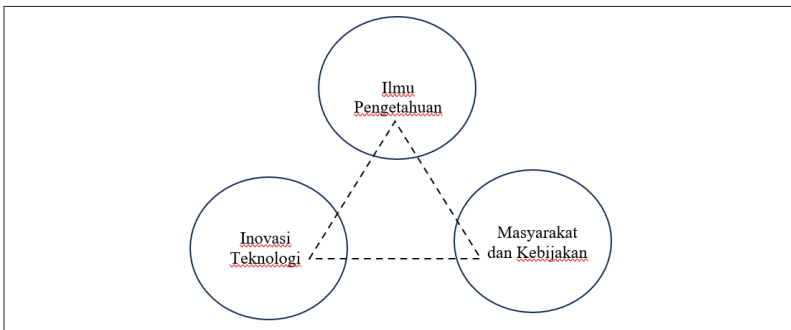 Ilmu
Pengetahuan
Inovasi
Teknologi
Masyarakat
dan Kebijakan